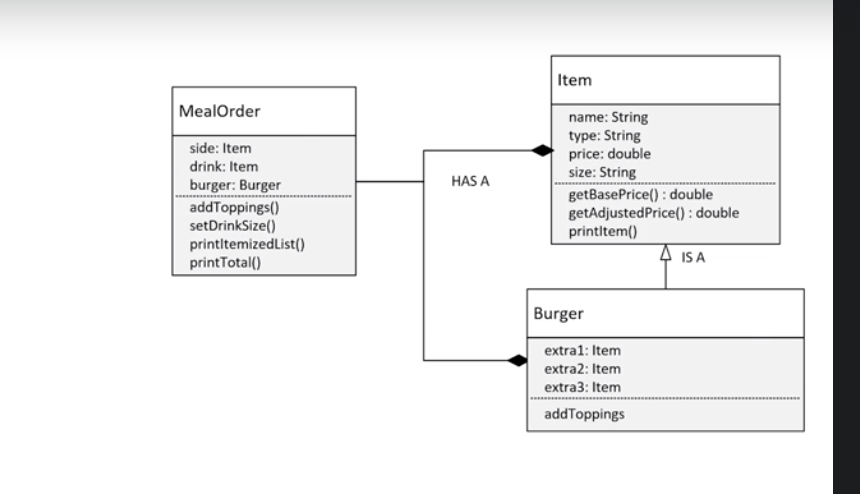 MealOrder
side: Item
drink: Item
burger: Burger
addToppings()
setDrinkSize()
printItemizedList()
printTotal()
HAS A
Item
name: String
type: String
price: double
size: String
getBasePrice() : double
getAdjustedPrice() : double
printItem()
IS A
Burger
extra1: Item
extra2: Item
extra3: Item
addToppings